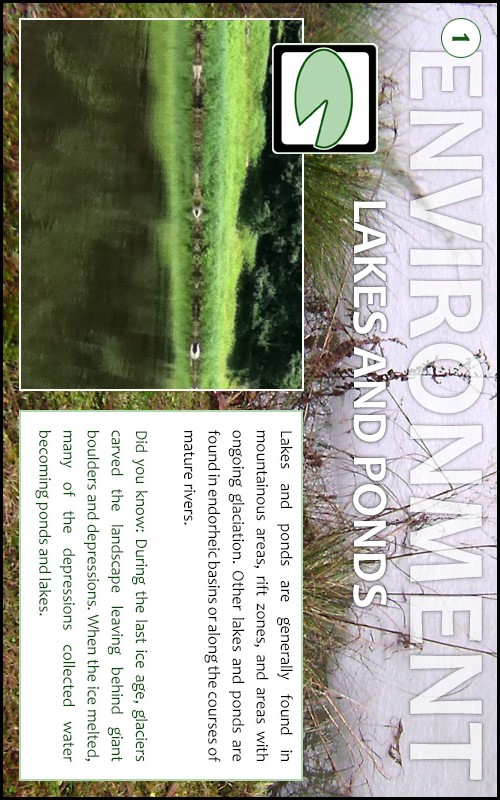 1
ENVIRONMENT
LAKES AND PONDS
Lakes and ponds are generally found in
mountainous areas, rift zones, and areas with
ongoing glaciation. Other lakes and ponds are
found in endorheic basins or along the courses of
mature rivers.
Did you know: During the last ice age, glaciers
carved the landscape leaving behind giant
boulders and depressions. When the ice melted,
many of the depressions collected water
becoming ponds and lakes.